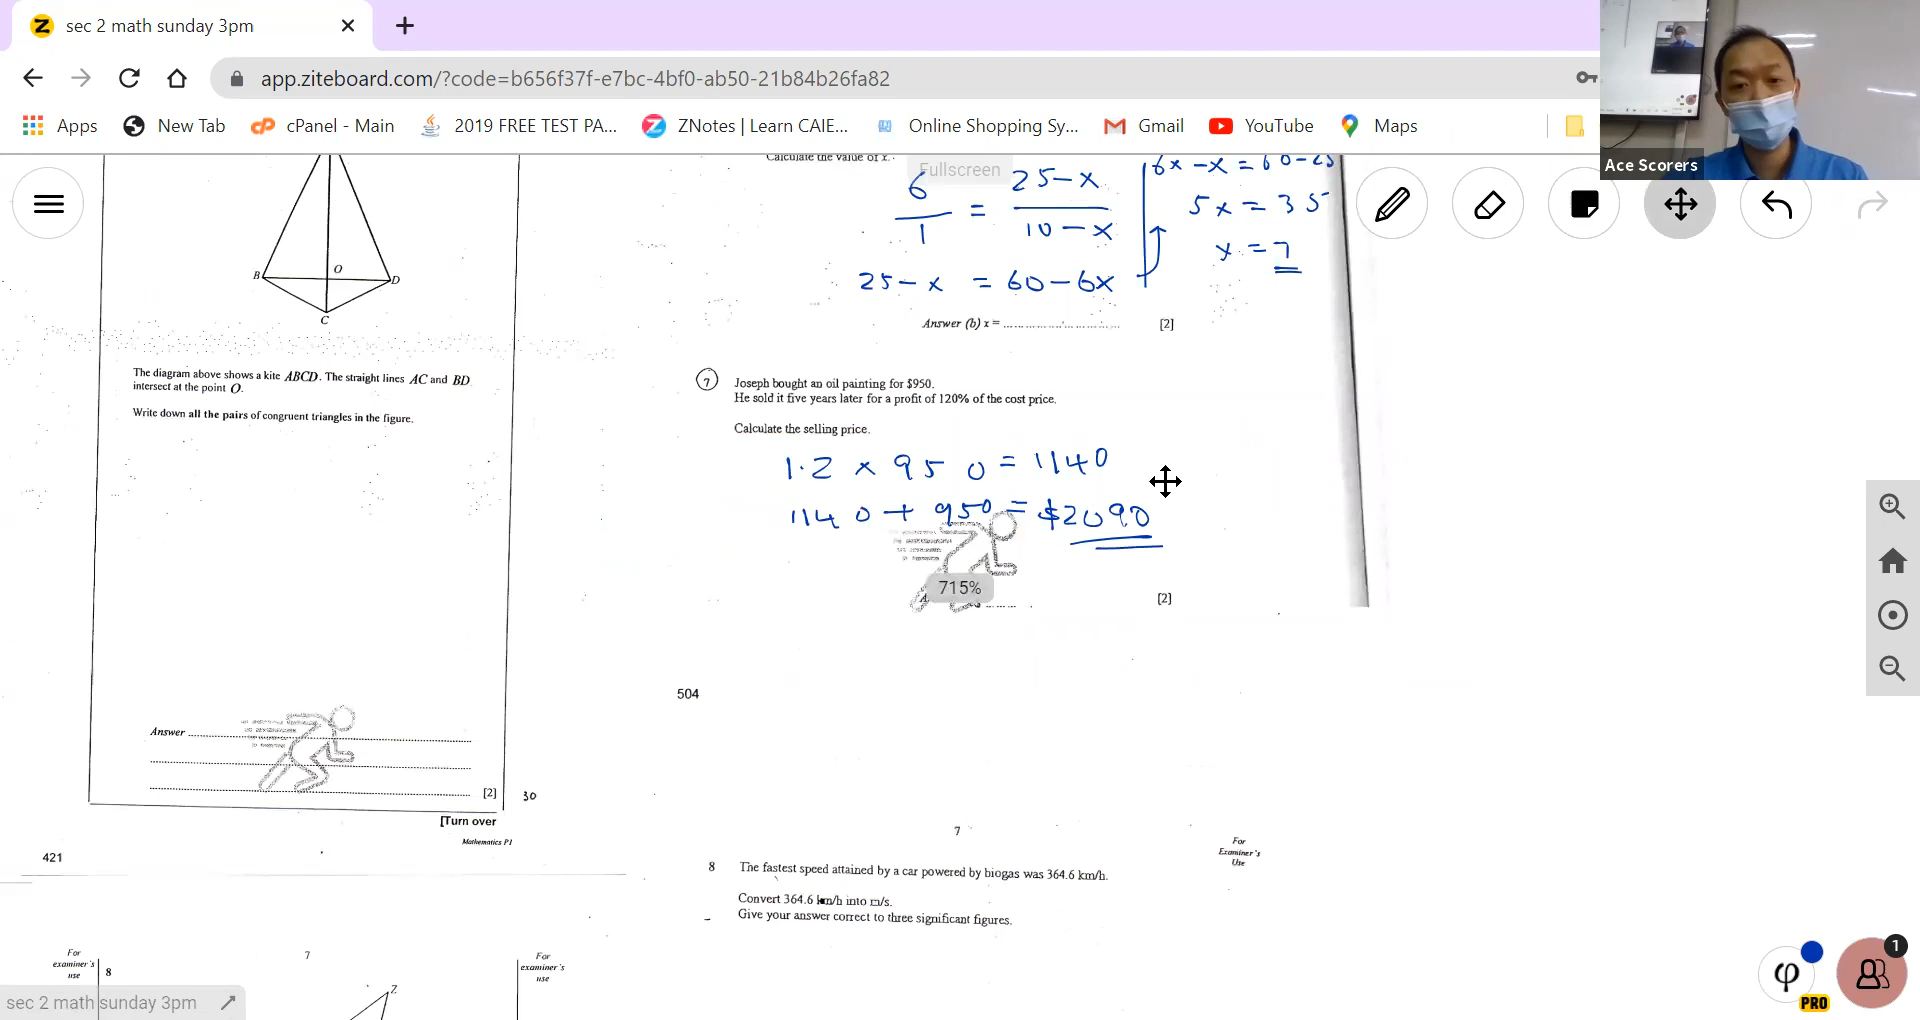 sec 2 math sunday 3pm
app.ziteboard.com/?code=b656f37f-e7bc-4bf0-ab50-21b84b26fa82
Apps
New Tab
cPanel - Main
2019 FREE TEST PA...
ZNotes | Learn CAIE...
Online Shopping Sy...
Gmail
YouTube
Maps
Ace Scorers
Fullscreen
B
O
D
C
The diagram above shows a kite ABCD. The straight lines AC and BD
intersect at the point O.
Write down all the pairs of congruent triangles in the figure.
Answer
[2]
30
[Turn over
Mathematics P1
421
For
examiner's
use
8
7
For
examiner's
use
Z
sec 2 math sunday 3pm
Calculate the value of x.
6/1 = 25-x/10-x
25-x = 60-6x
6x-x = 60-25
5x = 35
x = 7
Answer (b) x = ........................
[2]
7
Joseph bought an oil painting for $950.
He sold it five years later for a profit of 120% of the cost price.
Calculate the selling price.
1.2 x 950 = 1140
1140 + 950 = $2090
715%
[2]
504
7
For
Examiner's
Use
8 The fastest speed attained by a car powered by biogas was 364.6 km/h.
Convert 364.6 km/h into m/s.
Give your answer correct to three significant figures.
φ
PRO
1